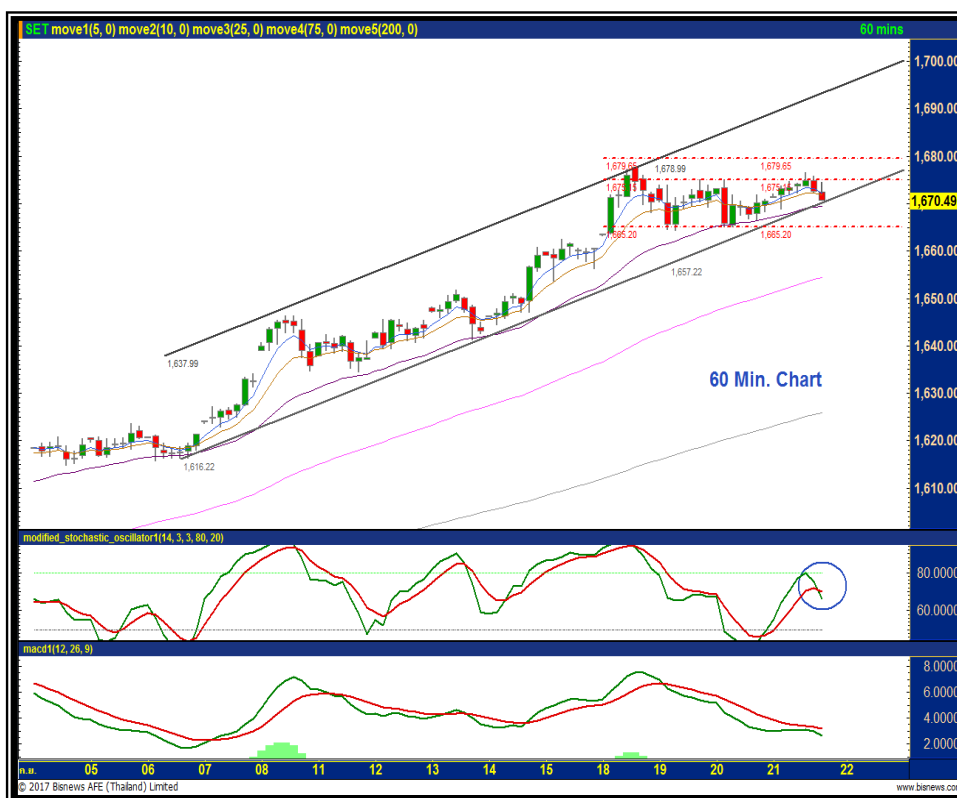 SET move1(5, 0) move2(10, 0) move3(25, 0) move4(75, 0) move5(200, 0) 60 mins
1,700.00
1,690.00
1,680.00
1,679.65 1,678.99 1,679.65
1,670.49
1,665.20 1,665.20
1,660.00
1,657.22
1,650.00
1,640.00
1,637.99
60 Min. Chart
1,630.00
1,620.00
1,616.22
1,610.00
modified_stochastic_oscillator1(14, 3, 3, 80, 20)
80.0000
60.0000
macd1(12, 26, 9)
8.0000
6.0000
4.0000
2.0000
ก.ย. 05 06 07 08 11 12 13 14 15 18 19 20 21 22
© 2017 Bisnews AFE (Thailand) Limited www.bisnews.com